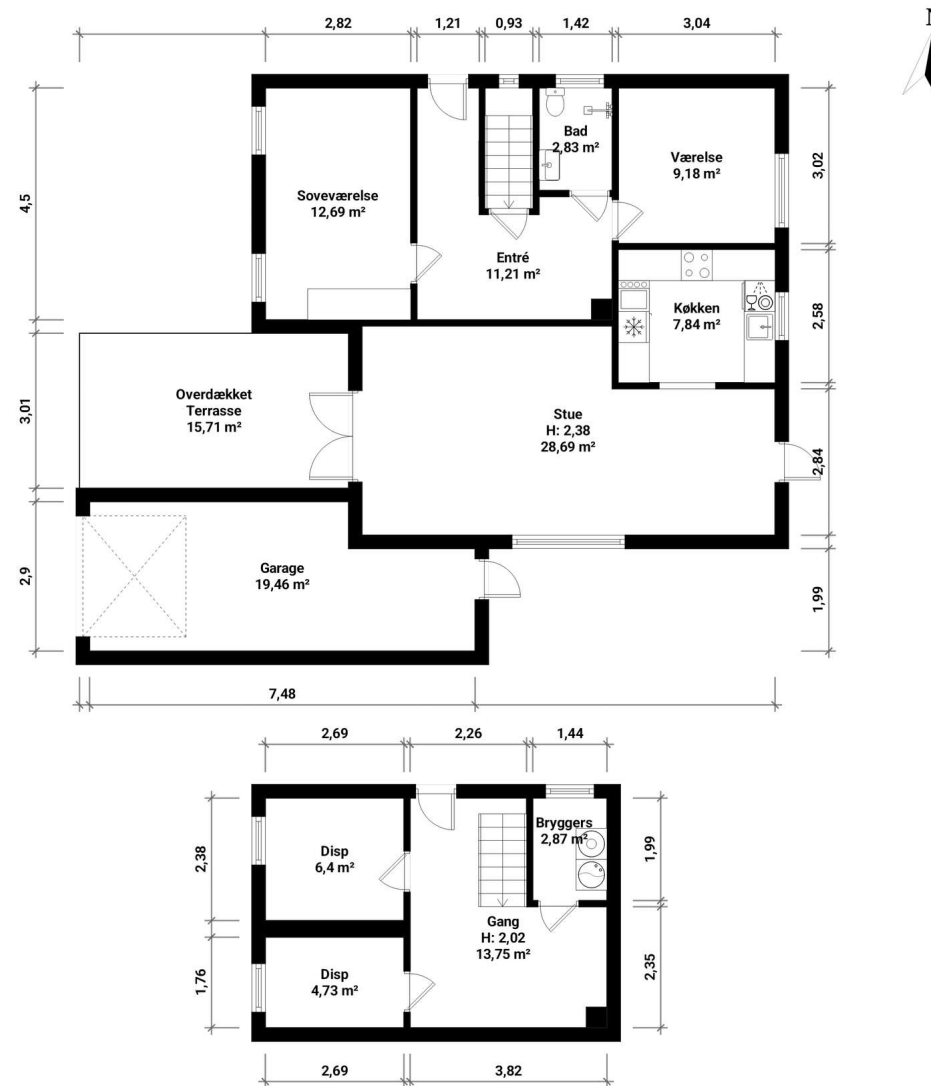 2,82
1,21
0,93
1,42
3,04
N
4,5
3,01
2,9
3,02
2,58
2,84
1,99
Soveværelse
12,69 m²
Bad
2,83 m²
Værelse
9,18 m²
Entré
11,21 m²
Køkken
7,84 m²
Overdækket
Terrasse
15,71 m²
Stue
H: 2,38
28,69 m²
Garage
19,46 m²
7,48
2,69
2,26
1,44
2,38
1,76
1,99
2,35
Disp
6,4 m²
Bryggers
2,87 m²
Gang
H: 2,02
13,75 m²
Disp
4,73 m²
2,69
3,82